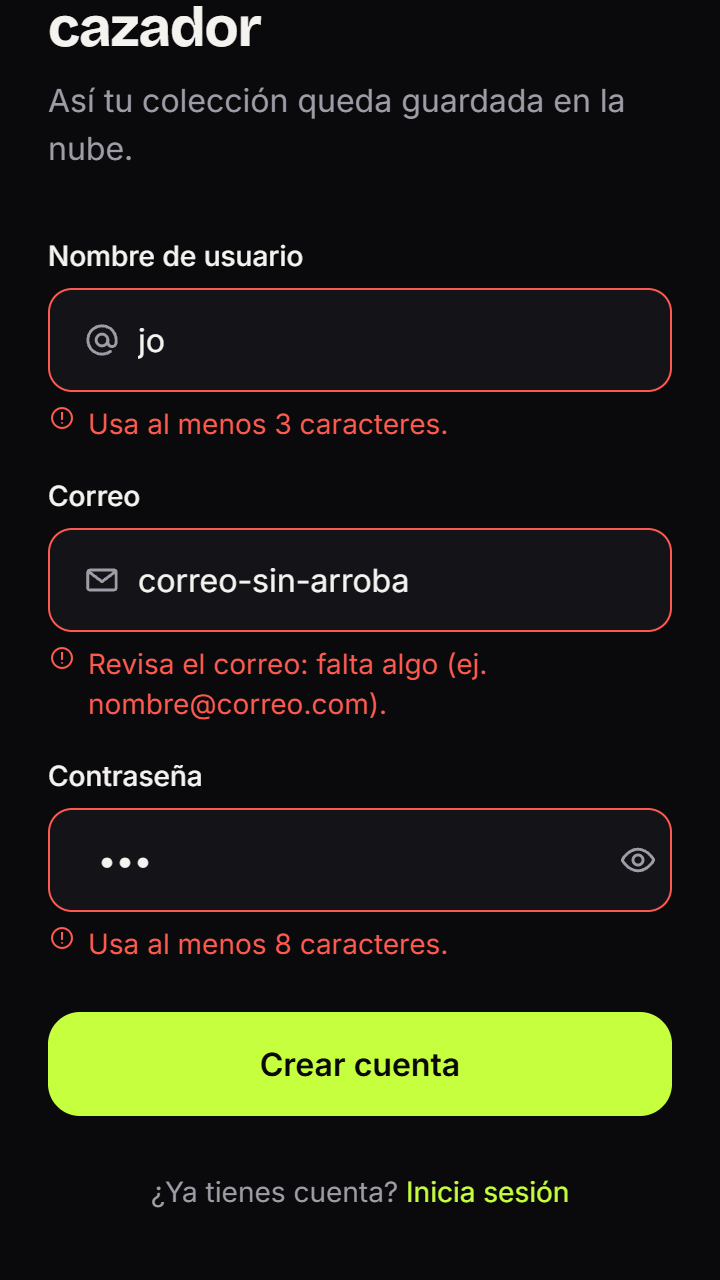 cazador
Así tu colección queda guardada en la
nube.
Nombre de usuario
jo
Usa al menos 3 caracteres.
Correo
correo-sin-arroba
Revisa el correo: falta algo (ej.
nombre@correo.com).
Contraseña
•••
Usa al menos 8 caracteres.
Crear cuenta
¿Ya tienes cuenta? Inicia sesión